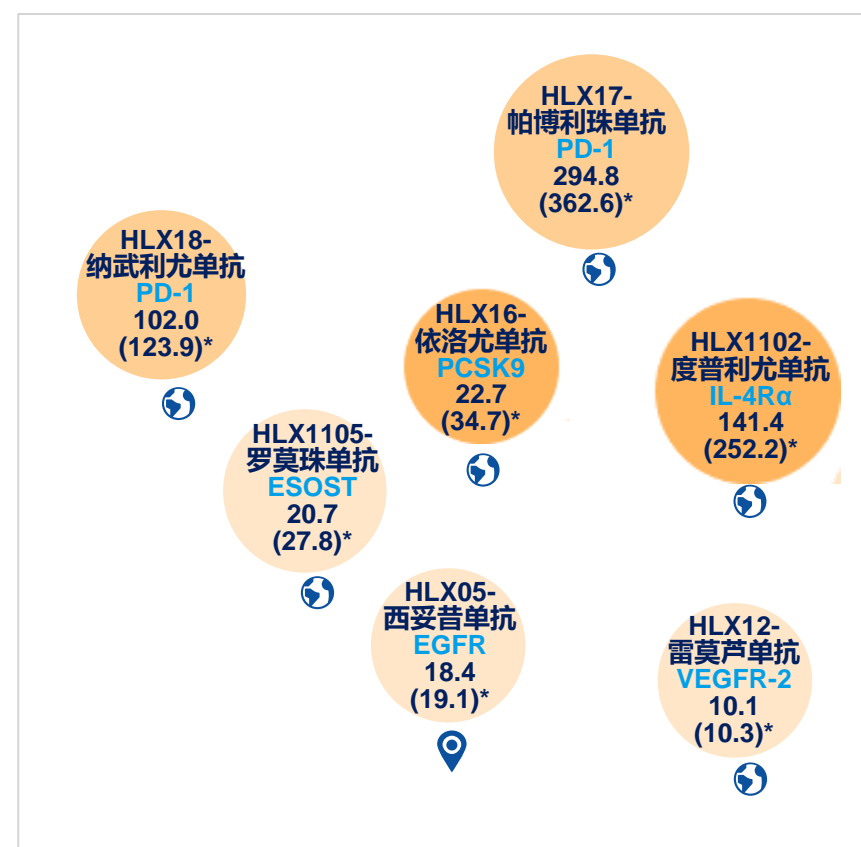 HLX17-
帕博利珠单抗
PD-1
294.8
(362.6)*
HLX18-
纳武利尤单抗
PD-1
102.0
(123.9)*
HLX16-
依洛尤单抗
PCSK9
22.7
(34.7)*
HLX1102-
度普利尤单抗
IL-4Rα
141.4
(252.2)*
HLX1105-
罗莫珠单抗
ESOST
20.7
(27.8)*
HLX05-
西妥昔单抗
EGFR
18.4
(19.1)*
HLX12-
雷莫芦单抗
VEGFR-2
10.1
(10.3)*